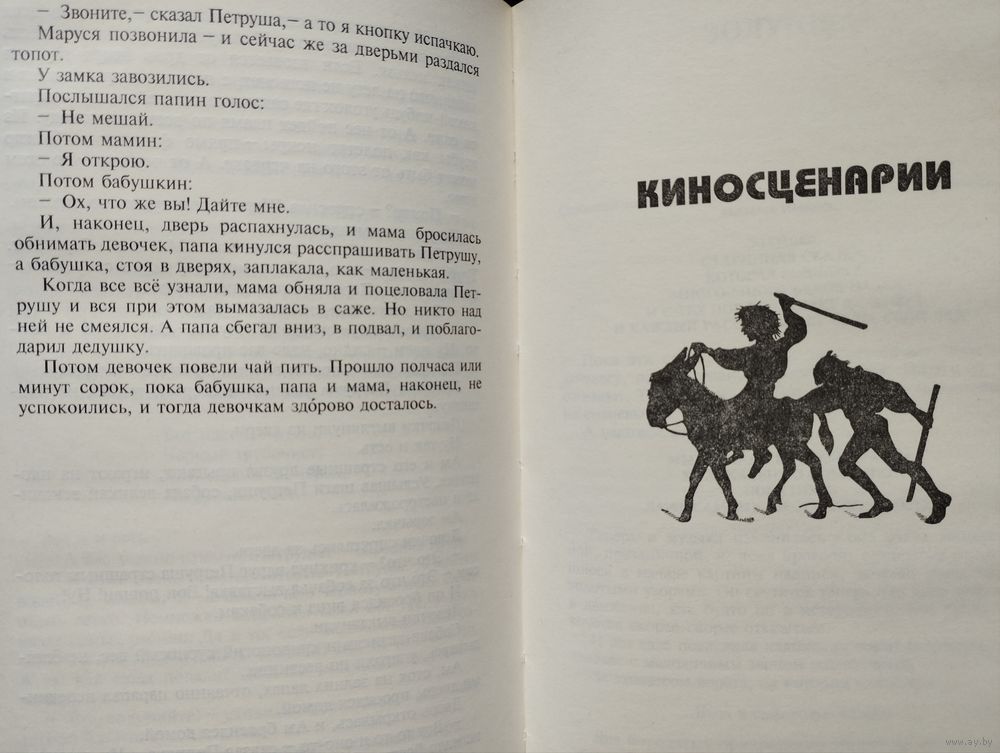 – Звоните,– сказал Петруша,– а то я кнопку испачкаю.
Маруся позвонила – и сейчас же за дверьми раздался
топот.
У замка завозились.
Послышался папин голос:
– Не мешай.
Потом мамин:
– Я открою.
Потом бабушкин:
– Ох, что же вы! Дайте мне.
И, наконец, дверь распахнулась, и мама бросилась
обнимать девочек, папа кинулся расспрашивать Петрушу,
а бабушка, стоя в дверях, заплакала, как маленькая.
Когда все всё узнали, мама обняла и поцеловала Пет-
рушу и вся при этом вымазалась в саже. Но никто над
ней не смеялся. А папа сбегал вниз, в подвал, и поблаго-
дарил дедушку.
Потом девочек повели чай пить. Прошло полчаса или
минут сорок, пока бабушка, папа и мама, наконец, не
успокоились, и тогда девочкам здóрово досталось.
КИНОСЦЕНАРИИ
www.ay.by